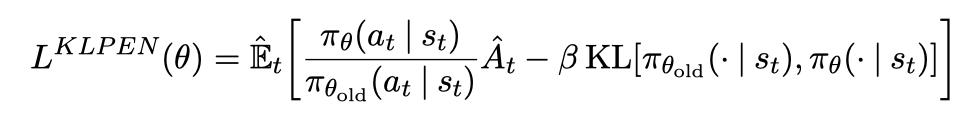 L^{KLPEN}(θ) = Ê_t[ π_θ(a_t | s_t) / π_{θ_old}(a_t | s_t) Â_t − β KL[π_{θ_old}(· | s_t), π_θ(· | s_t)] ]